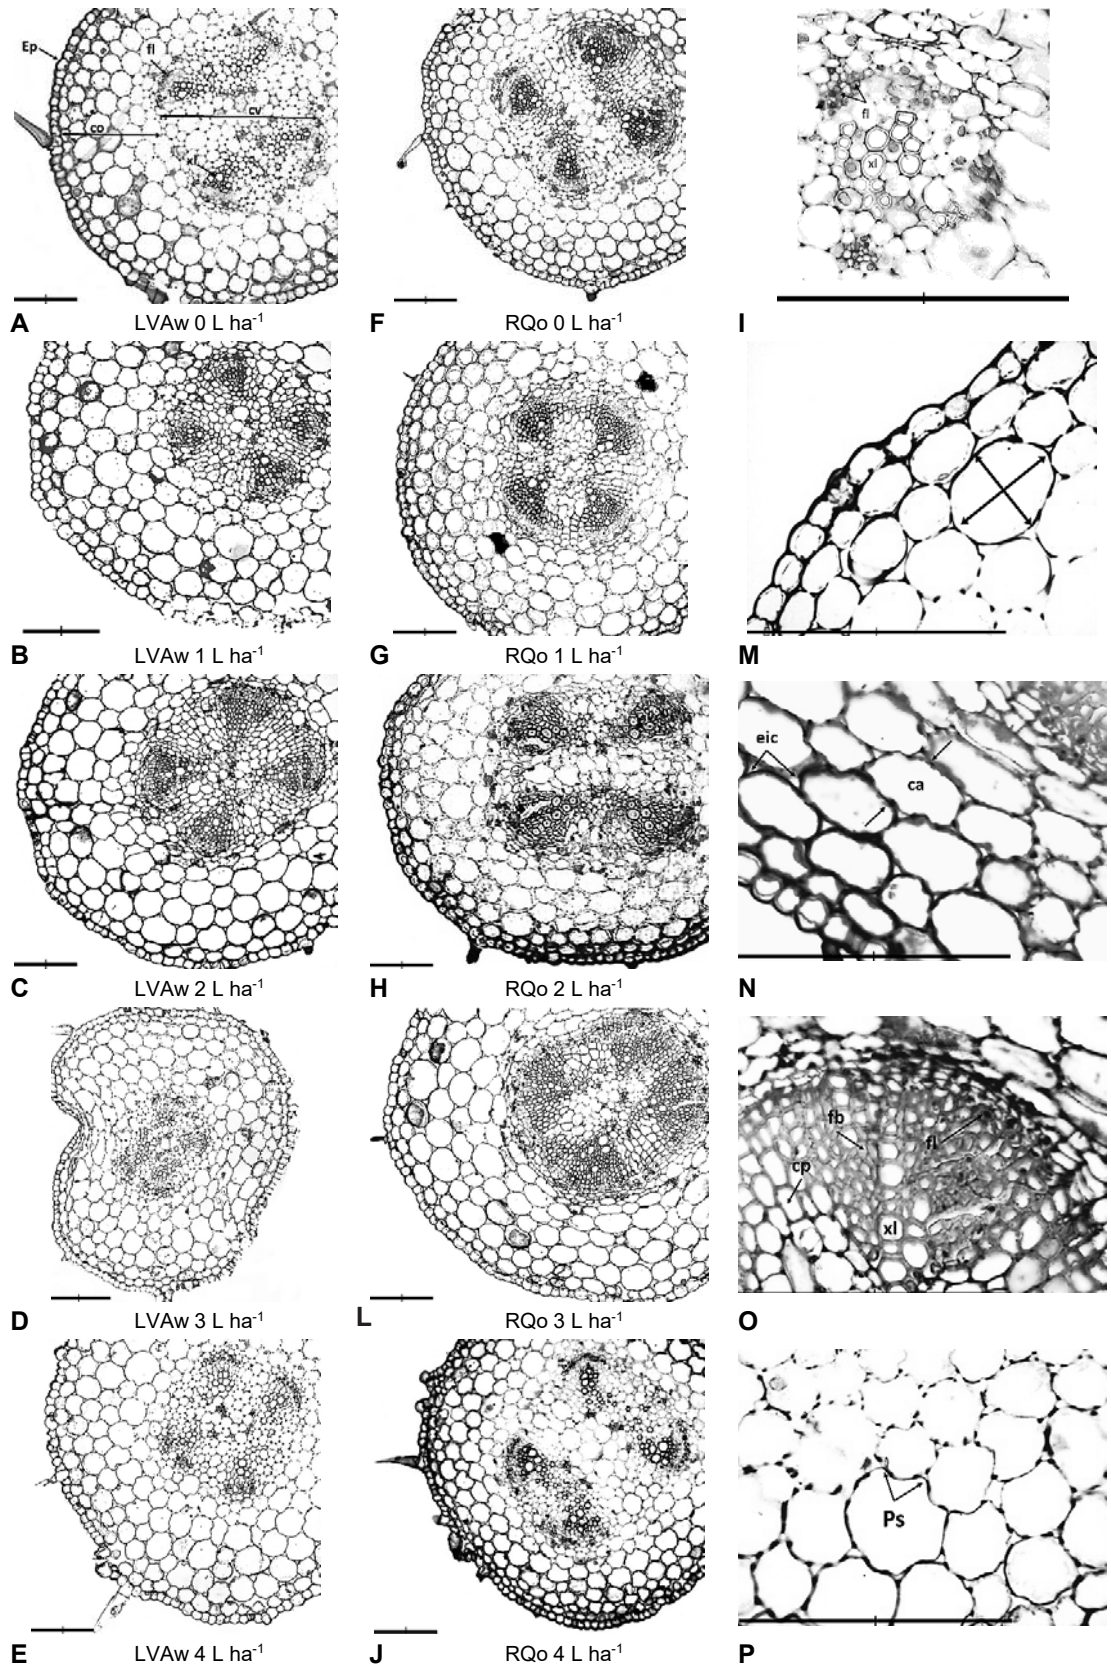 Ep
fl
cv
co
xl
fl
xl
A LVAw 0 L ha⁻¹
F RQo 0 L ha⁻¹
I
B LVAw 1 L ha⁻¹
G RQo 1 L ha⁻¹
M
eic
ca
C LVAw 2 L ha⁻¹
H RQo 2 L ha⁻¹
N
fb
fl
cp
xl
D LVAw 3 L ha⁻¹
L RQo 3 L ha⁻¹
O
Ps
E LVAw 4 L ha⁻¹
J RQo 4 L ha⁻¹
P